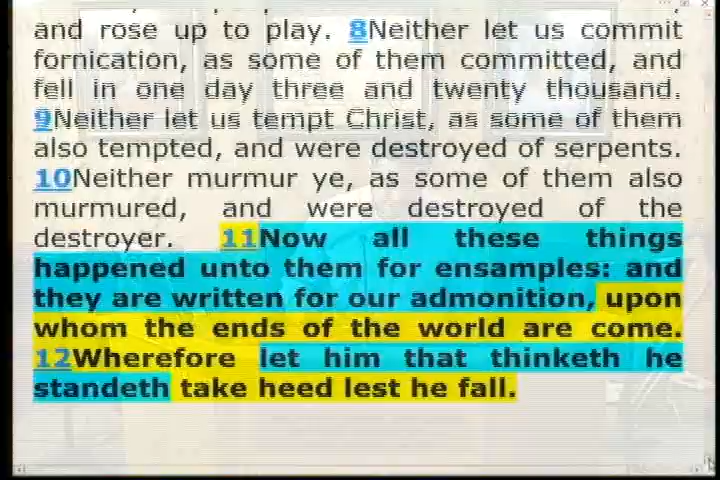 and rose up to play. 8Neither let us commit
fornication, as some of them committed, and
fell in one day three and twenty thousand.
9Neither let us tempt Christ, as some of them
also tempted, and were destroyed of serpents.
10Neither murmur ye, as some of them also
murmured, and were destroyed of the
destroyer. 11Now all these things
happened unto them for ensamples: and
they are written for our admonition, upon
whom the ends of the world are come.
12Wherefore let him that thinketh he
standeth take heed lest he fall.